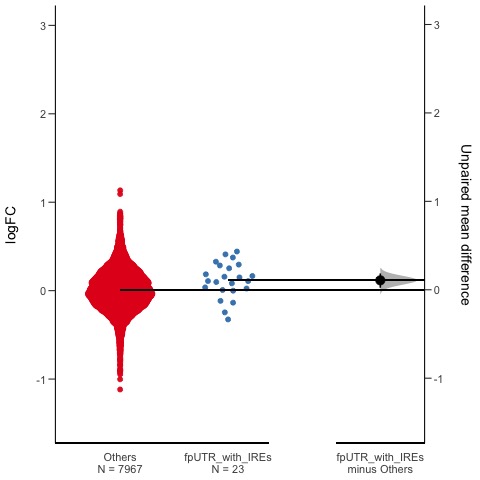 3
2
1
0
-1
logFC
3
2
1
0
-1
Unpaired mean difference
Others
N = 7967
fpUTR_with_IREs
N = 23
fpUTR_with_IREs
minus Others